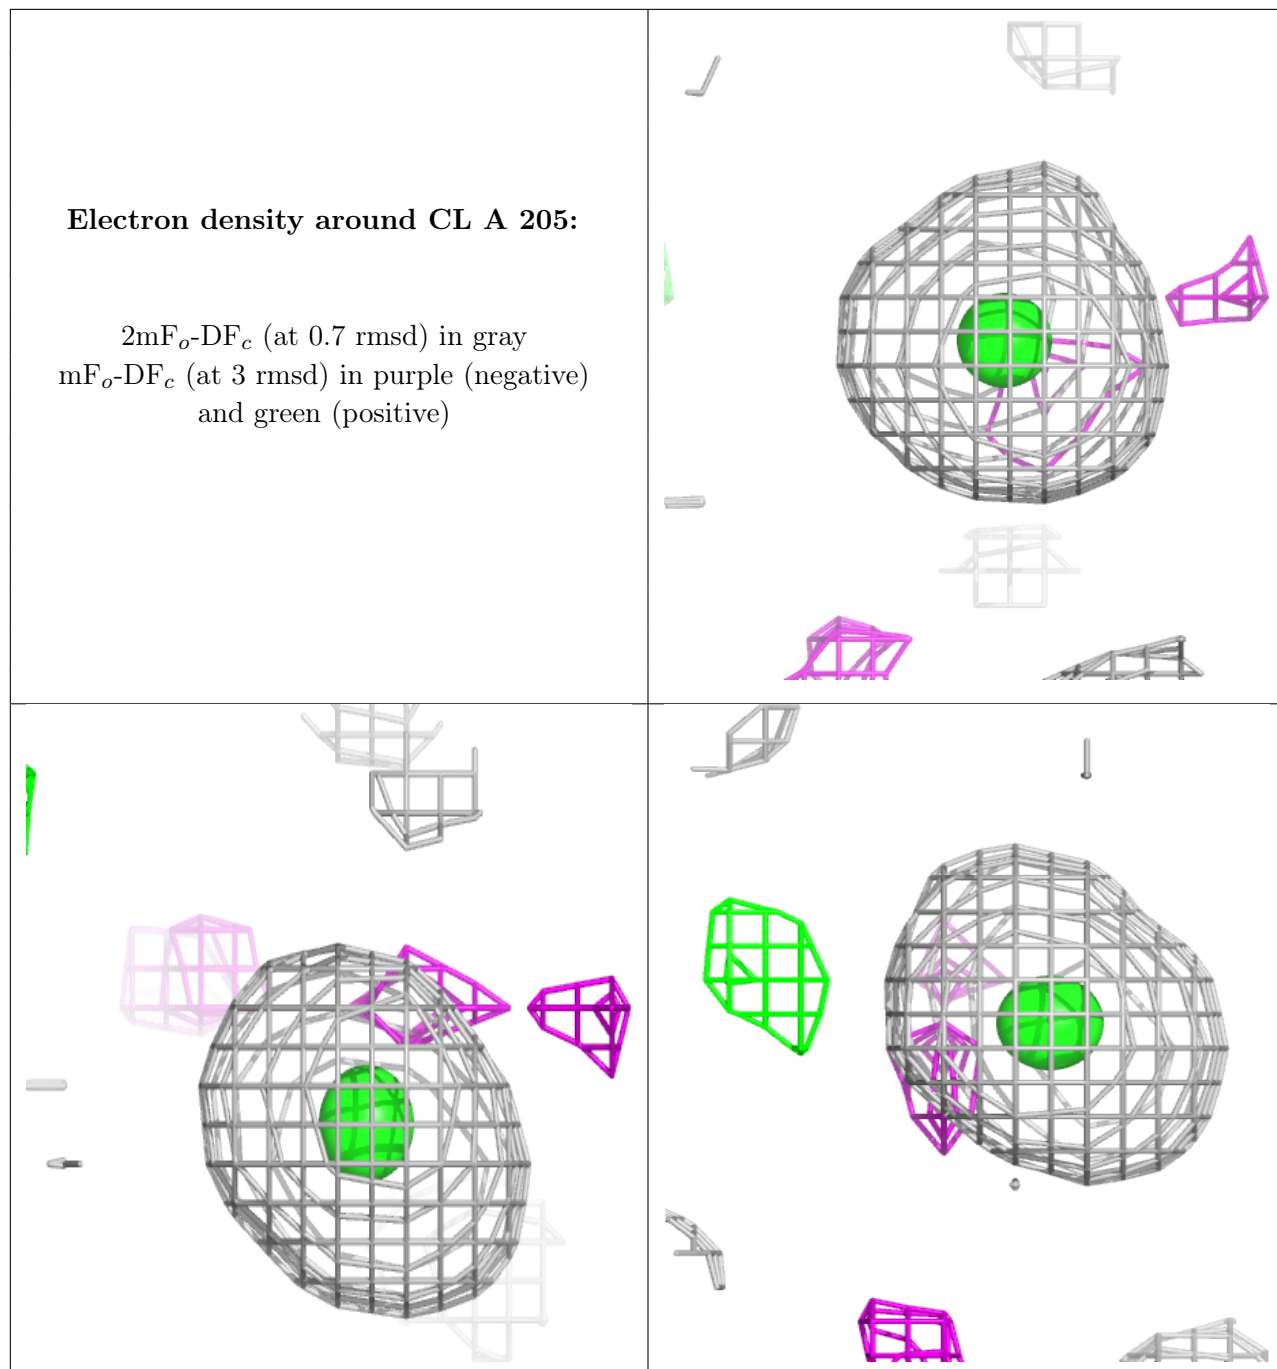 Electron density around CL A 205:
2mFo-DFc (at 0.7 rmsd) in gray
mFo-DFc (at 3 rmsd) in purple (negative)
and green (positive)